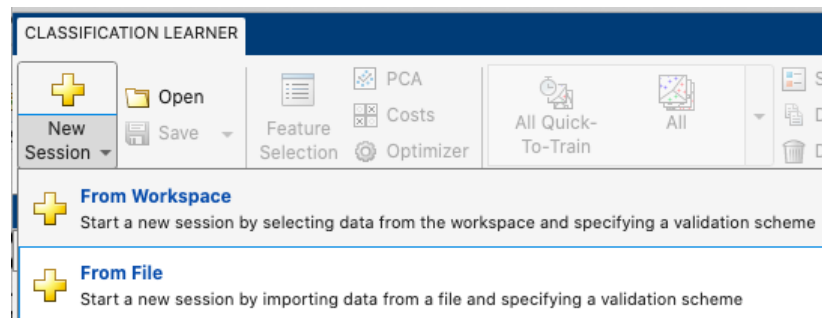 CLASSIFICATION LEARNER
New
Session
Open
Save
Feature
Selection
PCA
Costs
Optimizer
All Quick-
To-Train
All
S
D
D
From Workspace
Start a new session by selecting data from the workspace and specifying a validation scheme
From File
Start a new session by importing data from a file and specifying a validation scheme